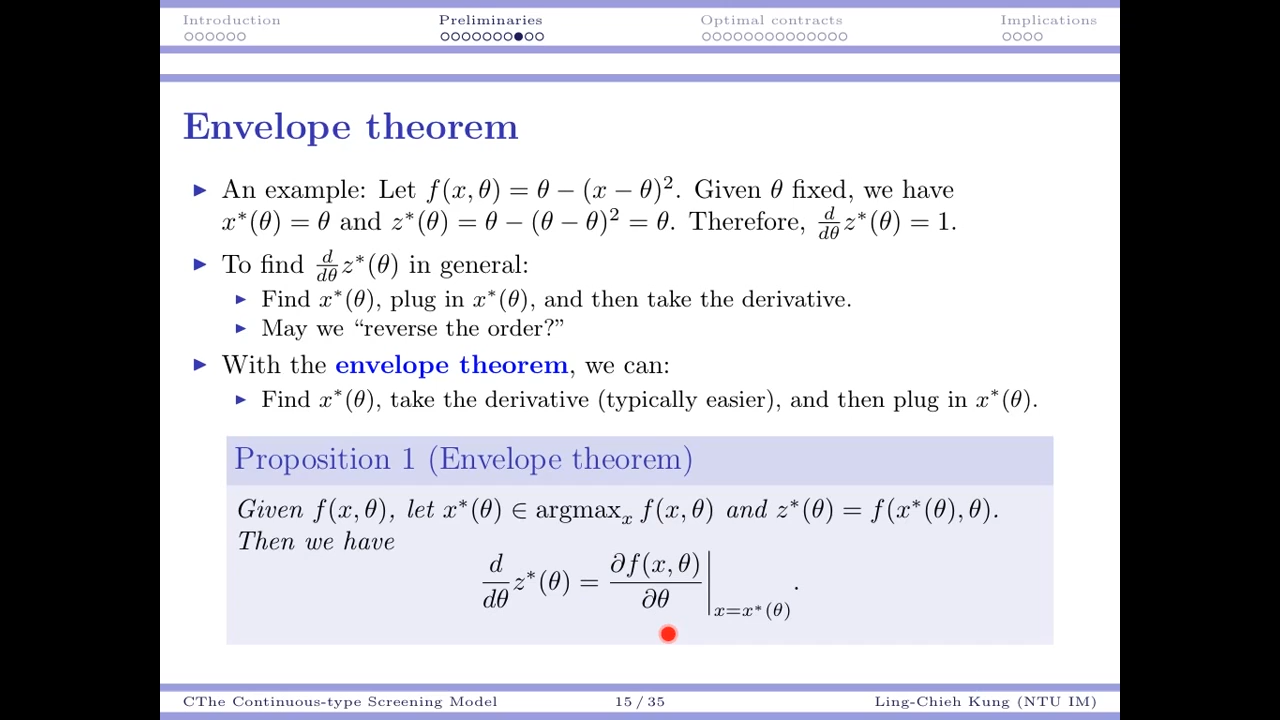 Introduction Preliminaries Optimal contracts Implications
Envelope theorem
▶ An example: Let f(x, θ) = θ − (x − θ)². Given θ fixed, we have
x*(θ) = θ and z*(θ) = θ − (θ − θ)² = θ. Therefore, d/dθ z*(θ) = 1.
▶ To find d/dθ z*(θ) in general:
▶ Find x*(θ), plug in x*(θ), and then take the derivative.
▶ May we “reverse the order?”
▶ With the envelope theorem, we can:
▶ Find x*(θ), take the derivative (typically easier), and then plug in x*(θ).
Proposition 1 (Envelope theorem)
Given f(x, θ), let x*(θ) ∈ argmaxₓ f(x, θ) and z*(θ) = f(x*(θ), θ).
Then we have
d/dθ z*(θ) = ∂f(x, θ)/∂θ |x=x*(θ) .
CThe Continuous-type Screening Model 15 / 35 Ling-Chieh Kung (NTU IM)